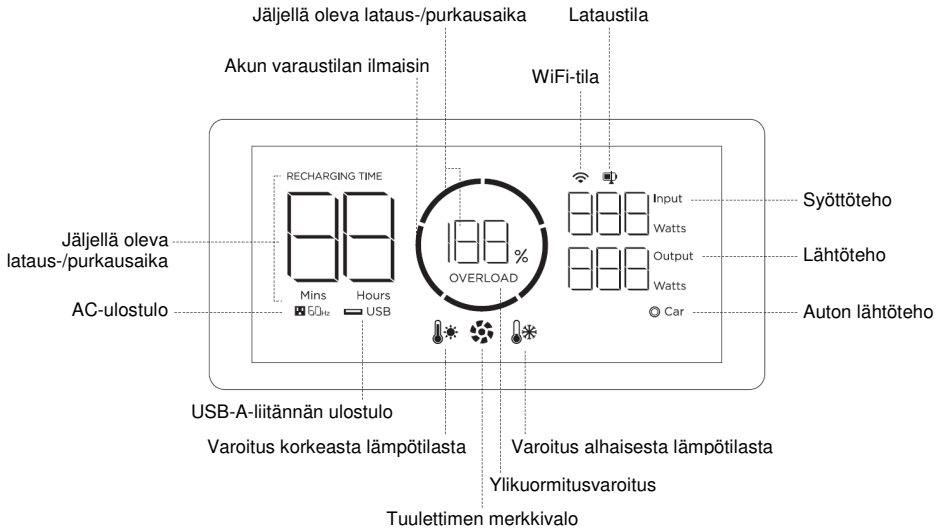 Jäljellä oleva lataus-/purkausaika
Lataustila
Akun varaustilan ilmaisin
WiFi-tila
RECHARGING TIME
Input
Syöttöteho
Watts
188
%
Jäljellä oleva
lataus-/purkausaika
Output
Lähtöteho
OVERLOAD
Watts
Mins
Hours
AC-ulostulo
60Hz
USB
Car
Auton lähtöteho
USB-A-liitännän ulostulo
Varoitus korkeasta lämpötilasta
Varoitus alhaisesta lämpötilasta
Ylikuormitusvaroitus
Tuulettimen merkkivalo